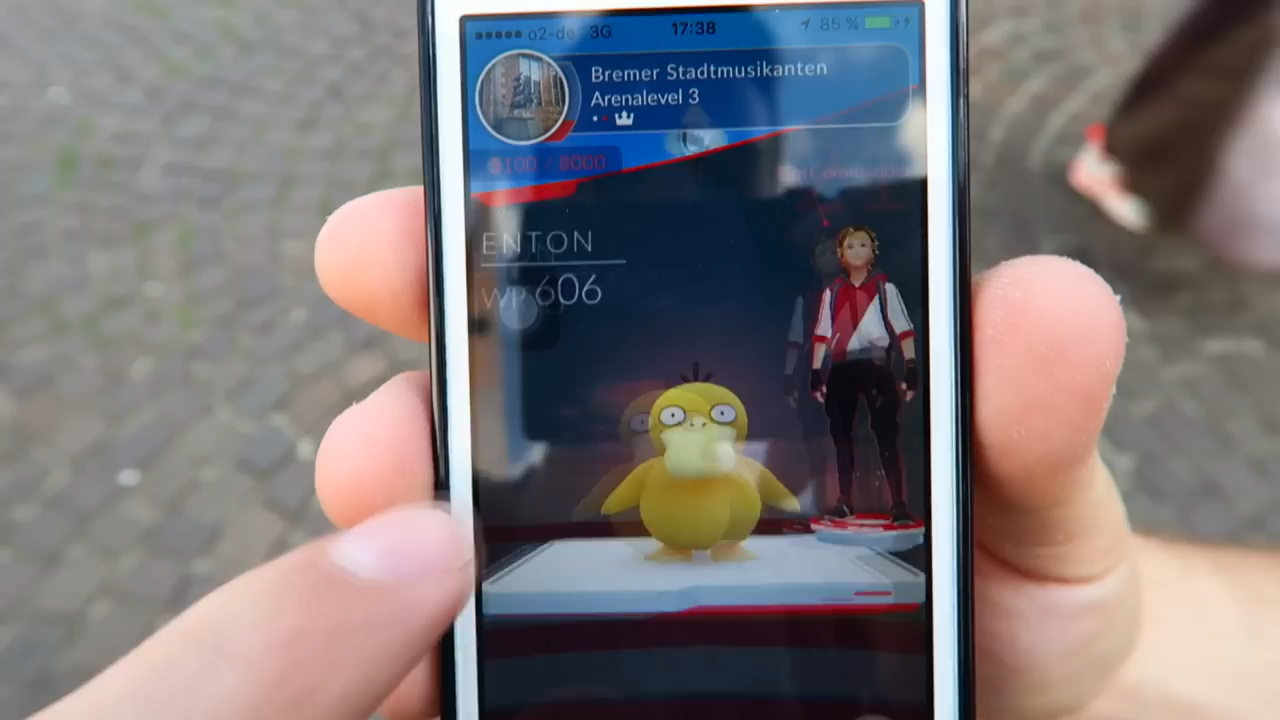 o2-de 3G 17:38 85 %
Bremer Stadtmusikanten
Arenalevel 3
ENTON
WP 606